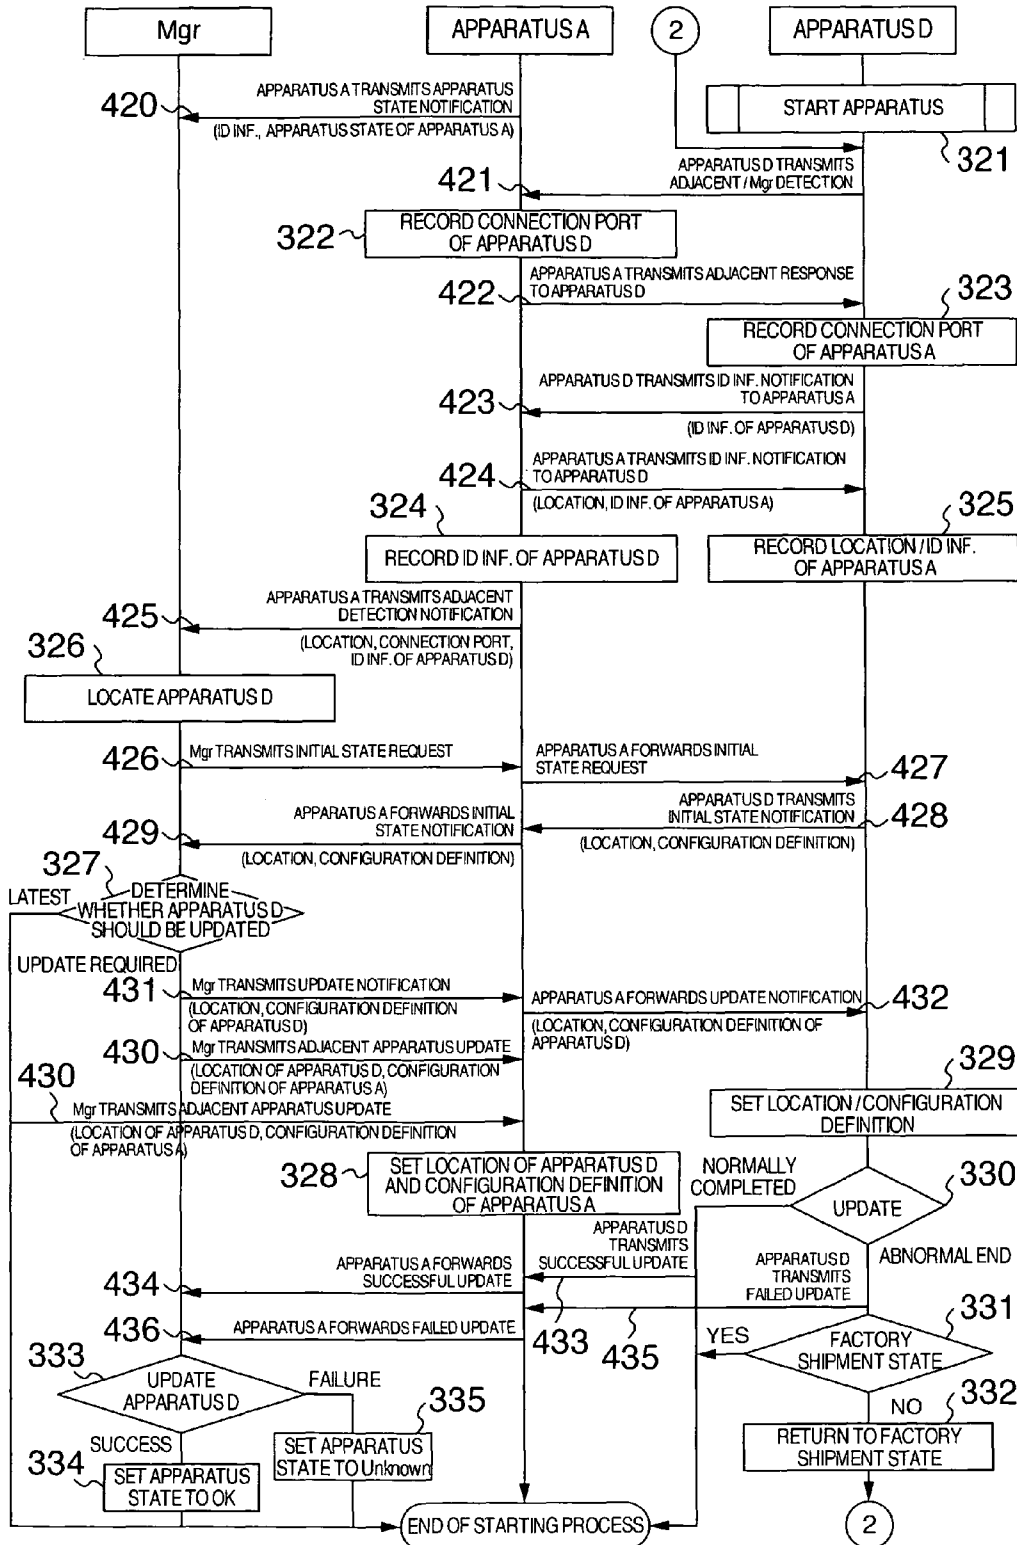 Mgr
APPARATUS A
2
APPARATUS D
APPARATUS A TRANSMITS APPARATUS
STATE NOTIFICATION
420
(ID INF., APPARATUS STATE OF APPARATUS A)
START APPARATUS
321
APPARATUS D TRANSMITS
ADJACENT / Mgr DETECTION
421
322
RECORD CONNECTION PORT
OF APPARATUS D
APPARATUS A TRANSMITS ADJACENT RESPONSE
TO APPARATUS D
422
323
RECORD CONNECTION PORT
OF APPARATUS A
APPARATUS D TRANSMITS ID INF. NOTIFICATION
TO APPARATUS A
423
(ID INF. OF APPARATUS D)
APPARATUS A TRANSMITS ID INF. NOTIFICATION
TO APPARATUS D
424
(LOCATION, ID INF. OF APPARATUS A)
324
325
RECORD ID INF. OF APPARATUS D
RECORD LOCATION / ID INF.
OF APPARATUS A
APPARATUS A TRANSMITS ADJACENT
DETECTION NOTIFICATION
425
(LOCATION, CONNECTION PORT,
ID INF. OF APPARATUS D)
326
LOCATE APPARATUS D
426
Mgr TRANSMITS INITIAL STATE REQUEST
APPARATUS A FORWARDS INITIAL
STATE REQUEST
427
APPARATUS D TRANSMITS
INITIAL STATE NOTIFICATION
428
(LOCATION, CONFIGURATION DEFINITION)
APPARATUS A FORWARDS INITIAL
STATE NOTIFICATION
429
(LOCATION, CONFIGURATION DEFINITION)
327
LATEST
DETERMINE
WHETHER APPARATUS D
SHOULD BE UPDATED
UPDATE REQUIRED
431
Mgr TRANSMITS UPDATE NOTIFICATION
(LOCATION, CONFIGURATION DEFINITION
OF APPARATUS D)
APPARATUS A FORWARDS UPDATE NOTIFICATION
432
(LOCATION, CONFIGURATION DEFINITION OF
APPARATUS D)
430
Mgr TRANSMITS ADJACENT APPARATUS UPDATE
(LOCATION OF APPARATUS D, CONFIGURATION
DEFINITION OF APPARATUS A)
430
Mgr TRANSMITS ADJACENT APPARATUS UPDATE
(LOCATION OF APPARATUS D, CONFIGURATION DEFINITION
OF APPARATUS A)
329
SET LOCATION / CONFIGURATION
DEFINITION
328
SET LOCATION OF APPARATUS D
AND CONFIGURATION DEFINITION
OF APPARATUS A
NORMALLY
COMPLETED
330
UPDATE
ABNORMAL END
APPARATUS D
TRANSMITS
SUCCESSFUL UPDATE
433
APPARATUS A FORWARDS
SUCCESSFUL UPDATE
434
APPARATUS D
TRANSMITS
FAILED UPDATE
435
436
APPARATUS A FORWARDS FAILED UPDATE
331
YES
FACTORY
SHIPMENT STATE
NO
332
RETURN TO FACTORY
SHIPMENT STATE
2
333
UPDATE
APPARATUS D
FAILURE
335
SET APPARATUS
STATE TO Unknown
SUCCESS
334
SET APPARATUS
STATE TO OK
END OF STARTING PROCESS